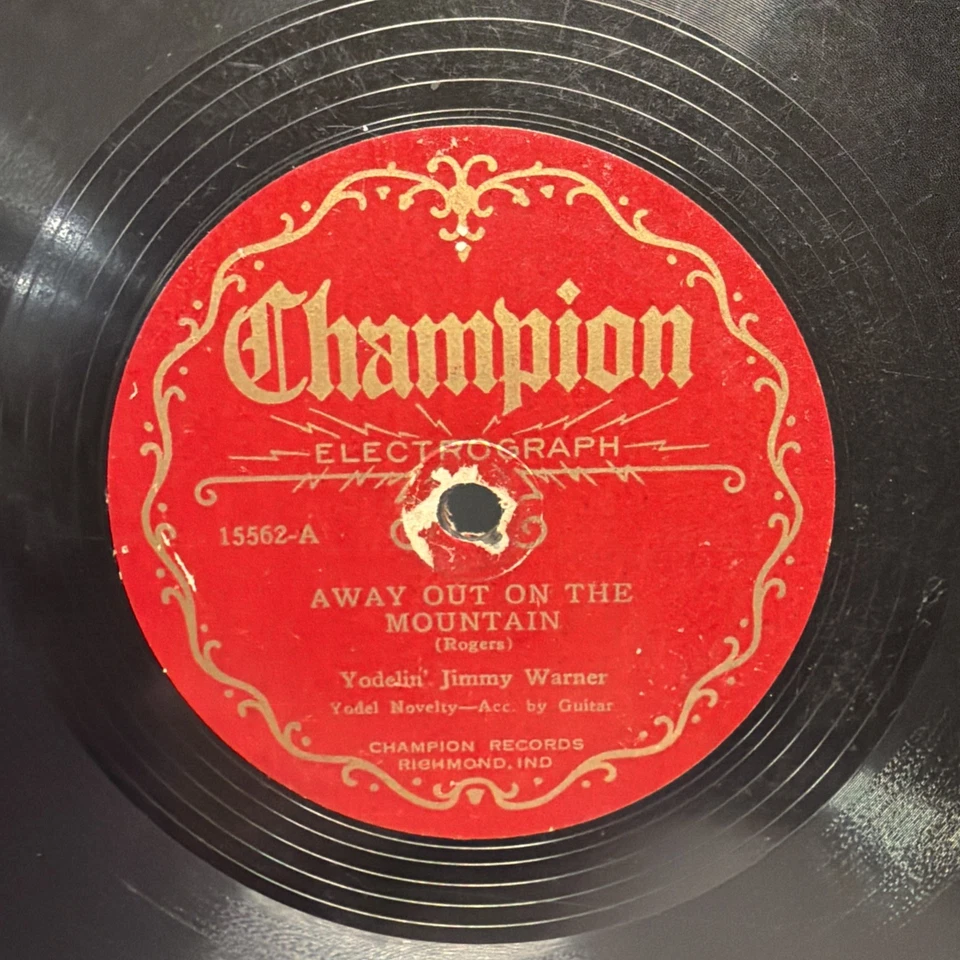 Champion
ELECTROGRAPH
15562-A
AWAY OUT ON THE
MOUNTAIN
(Rogers)
Yodelin' Jimmy Warner
Yodel Novelty—Acc. by Guitar
CHAMPION RECORDS
RICHMOND, IND